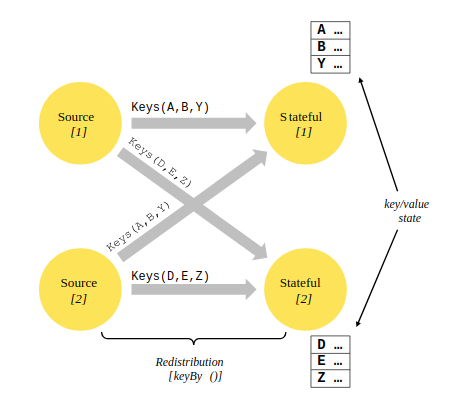 A ...
B ...
Y ...
Source
[1]
Keys(A,B,Y)
Stateful
[1]
Keys(D,E,Z)
Keys(A,B,Y)
key/value
state
Source
[2]
Keys(D,E,Z)
Stateful
[2]
D ...
E ...
Z ...
Redistribution
[keyBy ()]